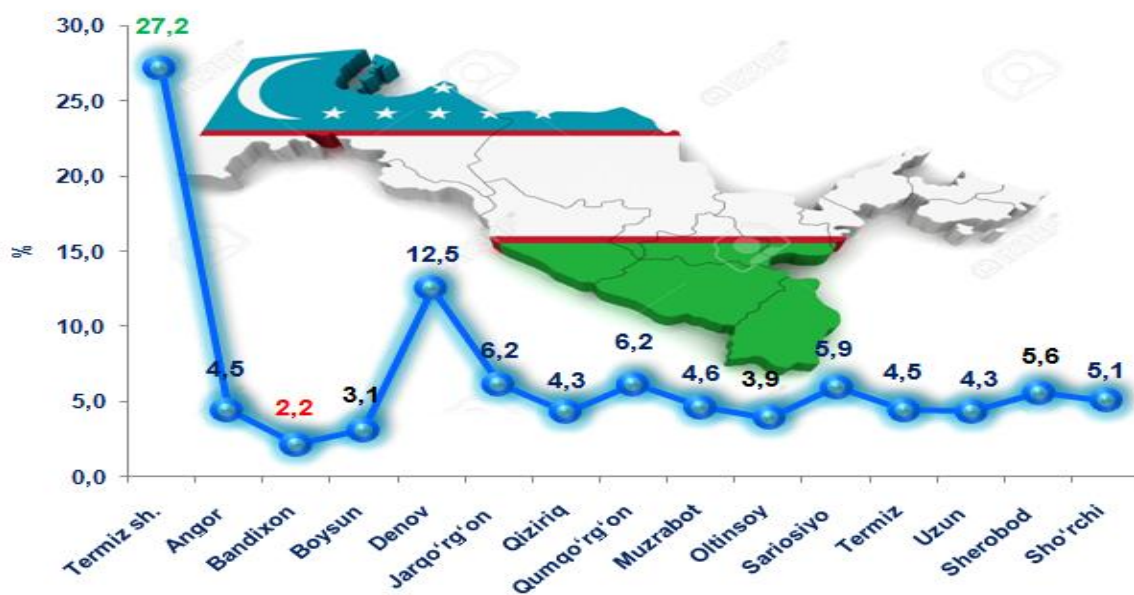 30,0
25,0
20,0
15,0
10,0
5,0
0,0
%
27,2
4,5
2,2
3,1
12,5
6,2
4,3
6,2
4,6
3,9
5,9
4,5
4,3
5,6
5,1
Termiz sh.
Angor
Bandixon
Boysun
Denov
Jarqo‘rg‘on
Qiziriq
Qumqo‘rg‘on
Muzrabot
Oltinsoy
Sariosiyo
Termiz
Uzun
Sherobod
Sho‘rchi